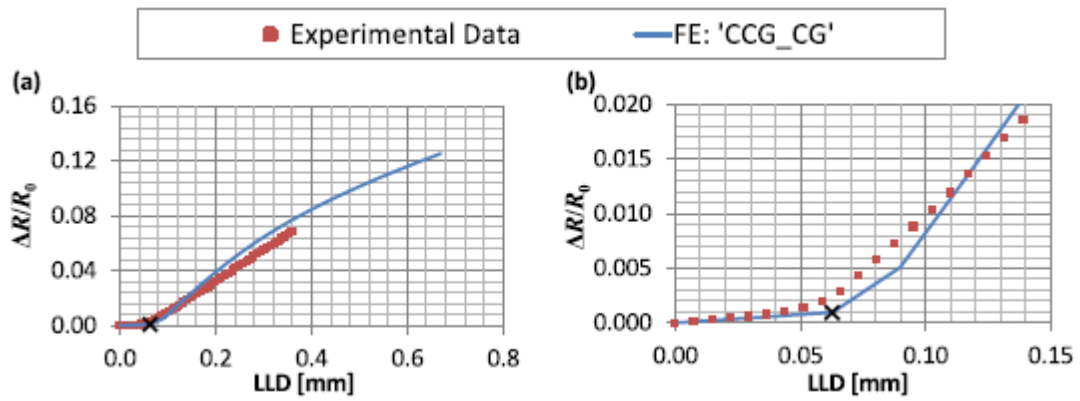 Experimental Data FE: 'CCG_CG'
(a)
0.16
0.12
0.08
0.04
0.00
ΔR/R₀
0.0 0.2 0.4 0.6 0.8
LLD [mm]
(b)
0.020
0.015
0.010
0.005
0.000
ΔR/R₀
0.00 0.05 0.10 0.15
LLD [mm]